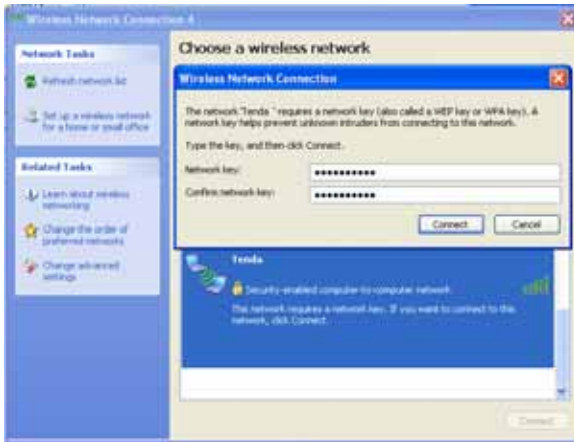 Wireless Network Connection 4
Network Tasks
Refresh network list
Set up a wireless network
for a home or small office
Related Tasks
Learn about wireless
networking
Change the order of
preferred networks
Change advanced
settings
Choose a wireless network
Wireless Network Connection
The network 'Tenda ' requires a network key (also called a WEP key or WPA key). A
network key helps prevent unknown intruders from connecting to this network.
Type the key, and then click Connect.
Network key: ••••••••••
Confirm network key: ••••••••••
Connect Cancel
Tenda
Security-enabled computer-to-computer network
This network requires a network key. If you want to connect to this
network, click Connect.
Connect